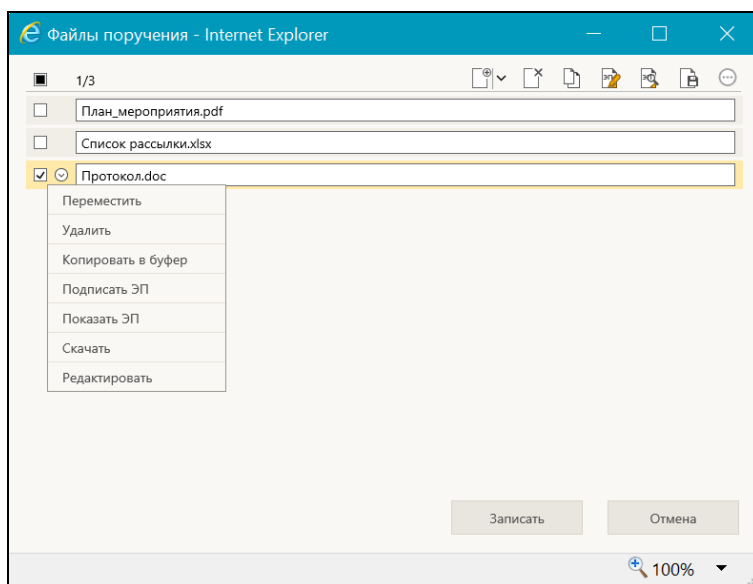 Файлы поручения - Internet Explorer
1/3
План_мероприятия.pdf
Список рассылки.xlsx
Протокол.doc
Переместить
Удалить
Копировать в буфер
Подписать ЭП
Показать ЭП
Скачать
Редактировать
Записать Отмена
100%